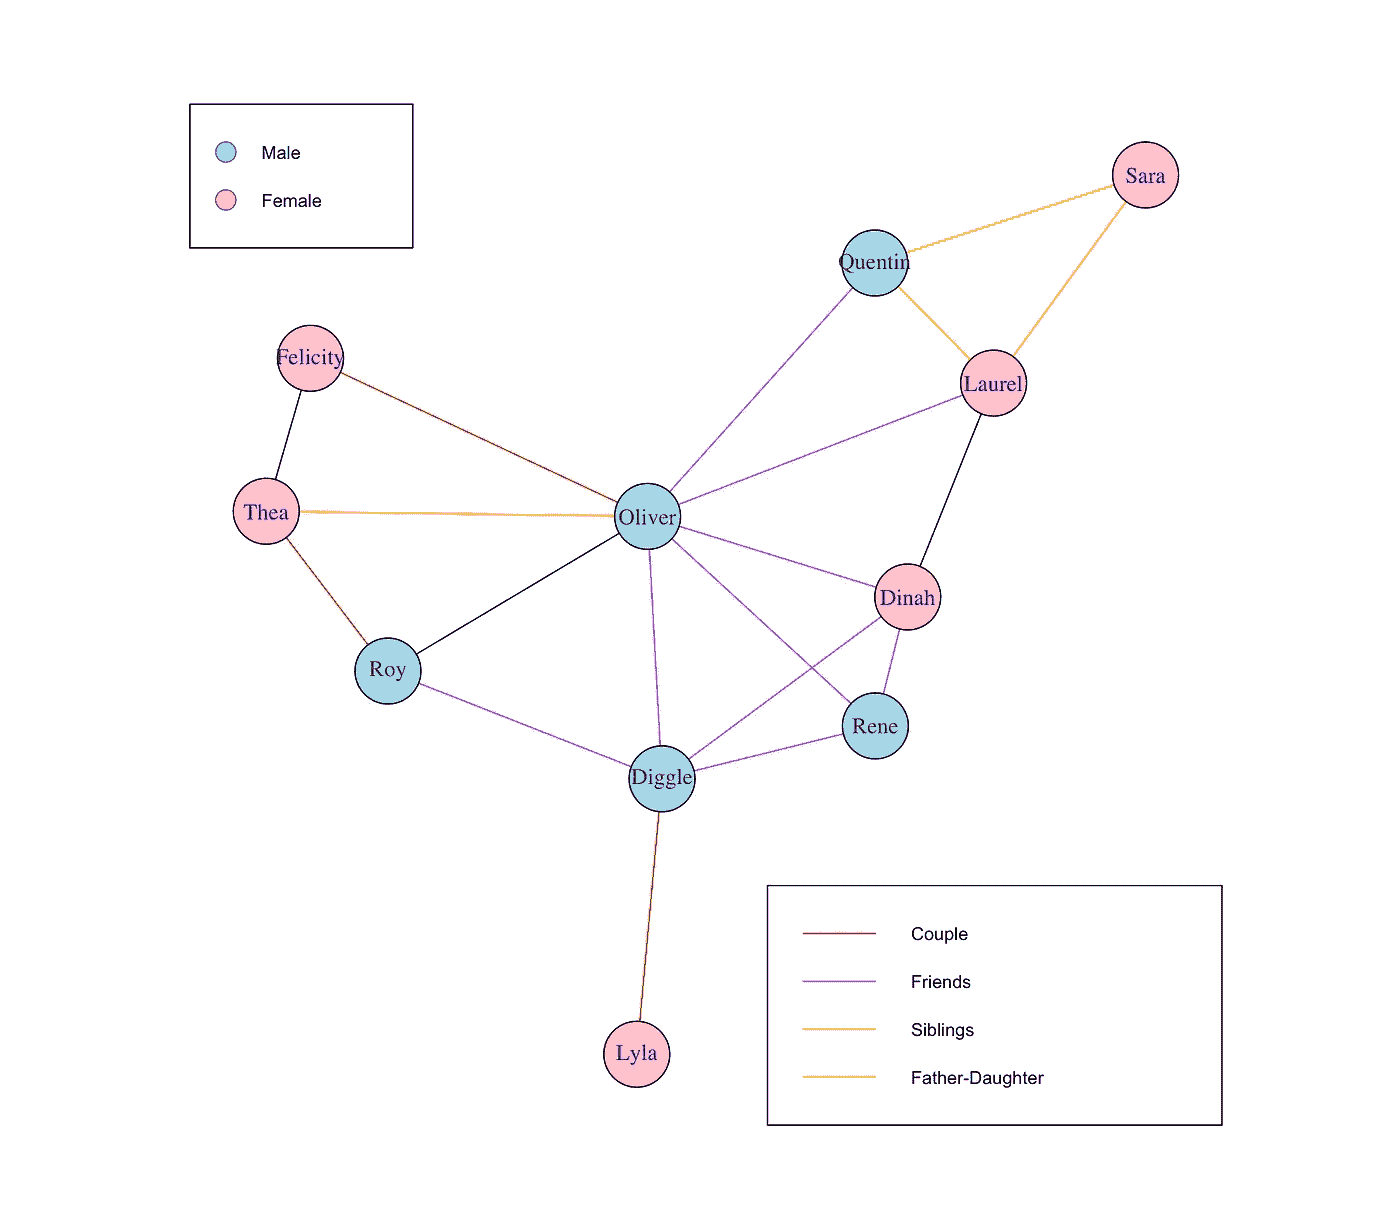 Male
Female
Sara
Quentin
Felicity
Laurel
Thea
Oliver
Dinah
Roy
Rene
Diggle
Lyla
Couple
Friends
Siblings
Father-Daughter